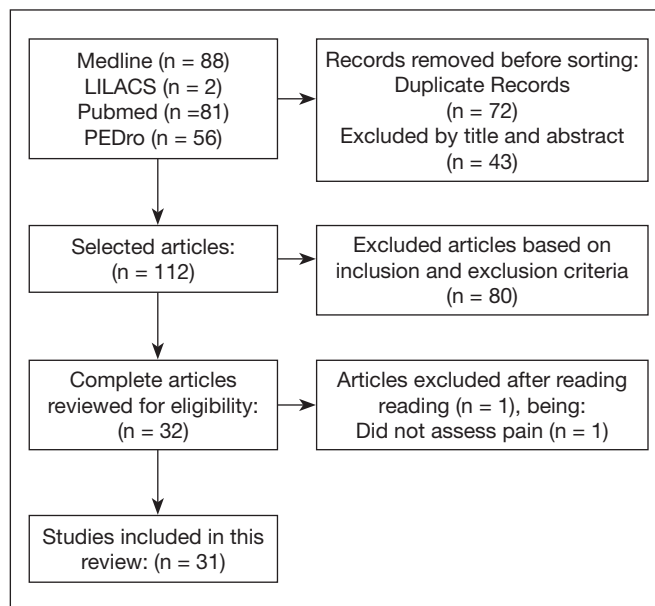 Medline (n = 88)
LILACS (n = 2)
Pubmed (n =81)
PEDro (n = 56)
Records removed before sorting:
Duplicate Records
(n = 72)
Excluded by title and abstract
(n = 43)
Selected articles:
(n = 112)
Excluded articles based on
inclusion and exclusion criteria
(n = 80)
Complete articles
reviewed for eligibility:
(n = 32)
Articles excluded after reading
reading (n = 1), being:
Did not assess pain (n = 1)
Studies included in this
review: (n = 31)